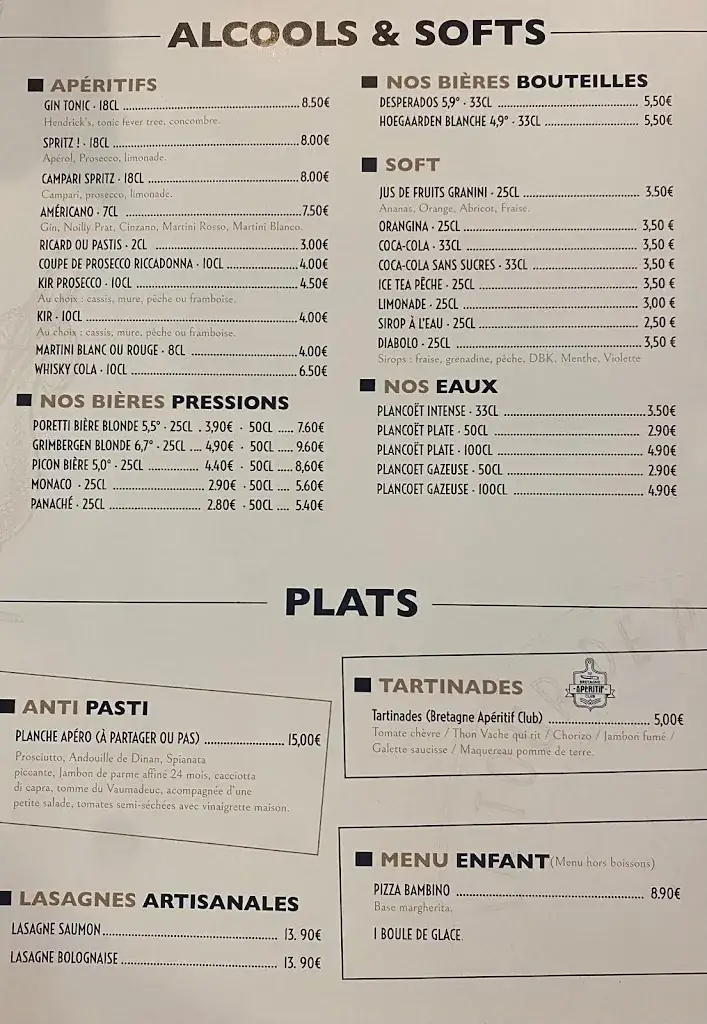 ALCOOLS & SOFTS
APÉRITIFS
GIN TONIC · 18CL ........ 8.50€
Hendrick's, tonic fever tree, concombre.
SPRITZ ! · 18CL ........ 8.00€
Apérol, Prosecco, limonade.
CAMPARI SPRITZ · 18CL ........ 8.00€
Campari, prosecco, limonade.
AMÉRICANO · 7CL ........ 7.50€
Gin, Noilly Prat, Cinzano, Martini Rosso, Martini Blanco.
RICARD OU PASTIS · 2CL ........ 3.00€
COUPE DE PROSECCO RICCADONNA · 10CL ........ 4.00€
KIR PROSECCO · 10CL ........ 4.50€
Au choix : cassis, mure, pêche ou framboise.
KIR · 10CL ........ 4.00€
Au choix : cassis, mure, pêche ou framboise.
MARTINI BLANC OU ROUGE · 8CL ........ 4.00€
WHISKY COLA · 10CL ........ 6.50€
NOS BIÈRES PRESSIONS
PORETTI BIÈRE BLONDE 5,5° · 25CL . 3,90€ · 50CL ..... 7.60€
GRIMBERGEN BLONDE 6,7° · 25CL .... 4,90€ · 50CL ..... 9.60€
PICON BIÈRE 5,0° · 25CL ........ 4.40€ · 50CL ..... 8,60€
MONACO · 25CL ........ 2.90€ · 50CL .... 5.60€
PANACHÉ · 25CL ........ 2.80€ · 50CL .... 5.40€
NOS BIÈRES BOUTEILLES
DESPERADOS 5,9° · 33CL ........ 5,50€
HOEGAARDEN BLANCHE 4,9° · 33CL ........ 5,50€
SOFT
JUS DE FRUITS GRANINI · 25CL ........ 3.50€
Ananas, Orange, Abricot, Fraise.
ORANGINA · 25CL ........ 3,50 €
COCA-COLA · 33CL ........ 3,50 €
COCA-COLA SANS SUCRES · 33CL ........ 3,50 €
ICE TEA PÊCHE · 25CL ........ 3,50 €
LIMONADE · 25CL ........ 3,00 €
SIROP À L'EAU · 25CL ........ 2,50 €
DIABOLO · 25CL ........ 3,50 €
Sirops : fraise, grenadine, pêche, DBK, Menthe, Violette
NOS EAUX
PLANCOËT INTENSE · 33CL ........ 3.50€
PLANCOËT PLATE · 50CL ........ 2.90€
PLANCOËT PLATE · 100CL ........ 4.90€
PLANCOET GAZEUSE · 50CL ........ 2.90€
PLANCOET GAZEUSE · 100CL ........ 4.90€
PLATS
ANTI PASTI
PLANCHE APÉRO (À PARTAGER OU PAS) ........ 15,00€
Prosciutto, Andouille de Dinan, Spianata
piccante, Jambon de parme affiné 24 mois, cacciotta
di capra, tomme du Vaumadeuc, acompagnée d'une
petite salade, tomates semi-séchées avec vinaigrette maison.
LASAGNES ARTISANALES
LASAGNE SAUMON ........ 13. 90€
LASAGNE BOLOGNAISE ........ 13. 90€
TARTINADES
BRETAGNE
APÉRITIF
CLUB
Tartinades (Bretagne Apéritif Club) ........ 5,00€
Tomate chèvre / Thon Vache qui rit / Chorizo / Jambon fumé /
Galette saucisse / Maquereau pomme de terre.
MENU ENFANT (Menu hors boissons)
PIZZA BAMBINO ........ 8.90€
Base margherita.
1 BOULE DE GLACE.